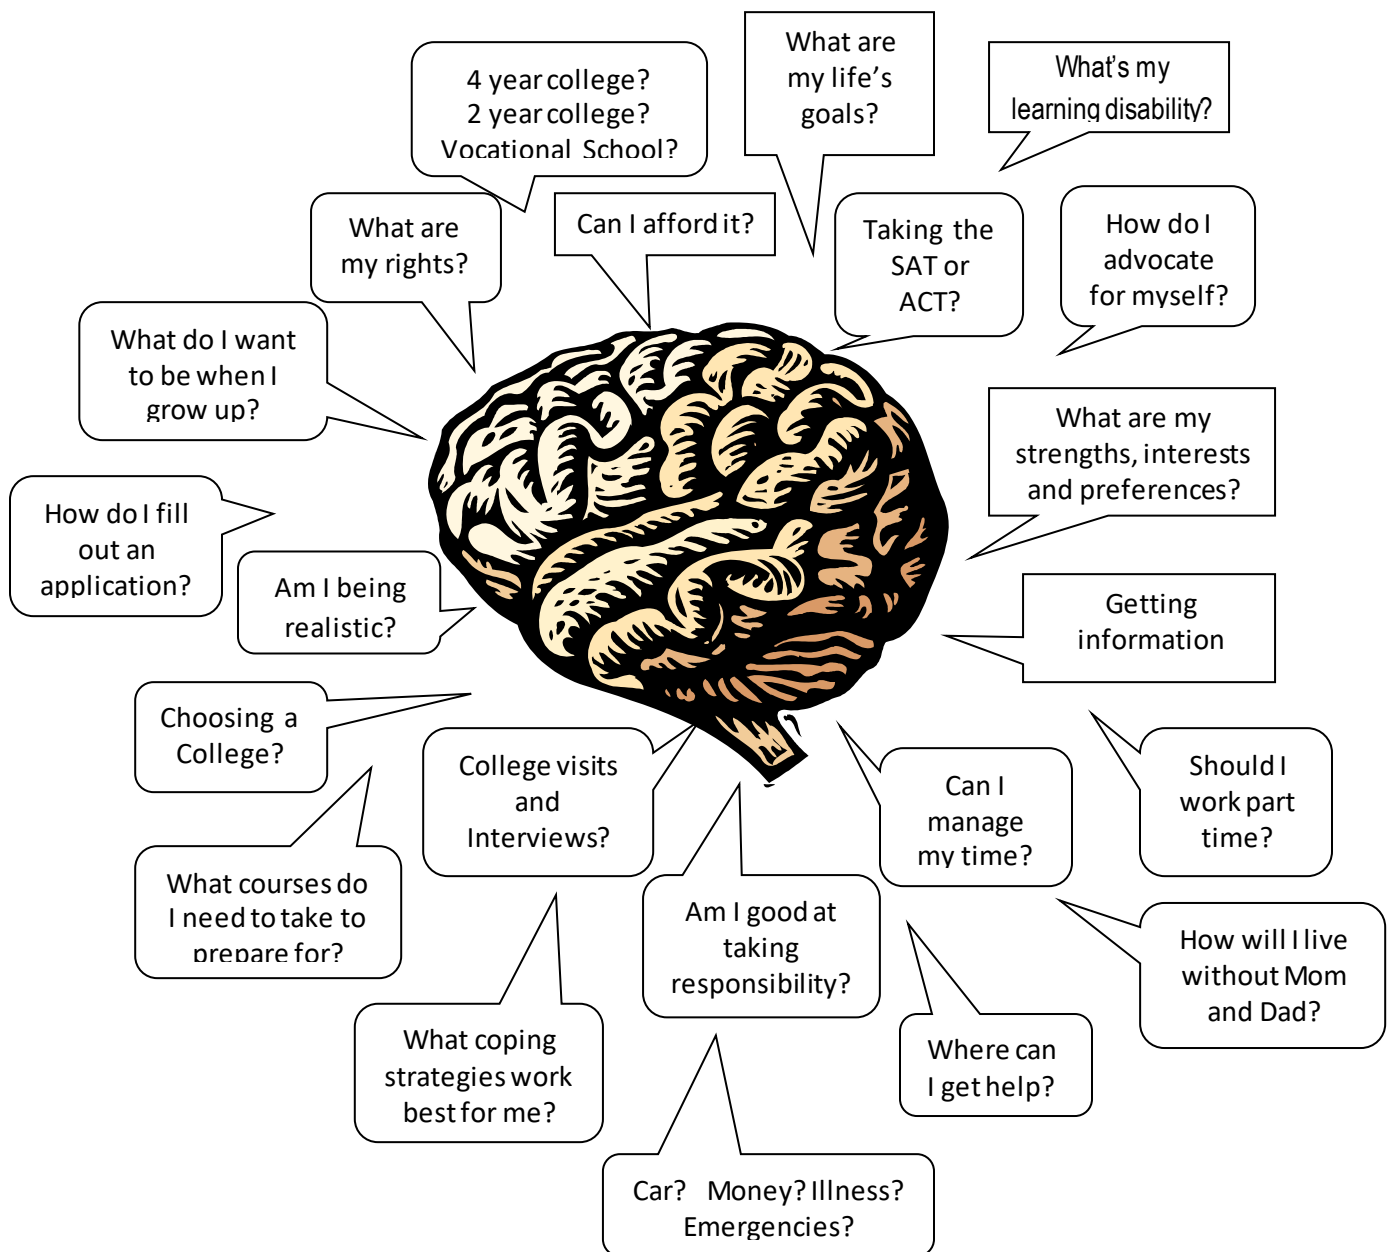 What are
my life's
goals?
4 year college?
2 year college?
Vocational School?
What's my
learning disability?
What are
my rights?
Can I afford it?
Taking the
SAT or
ACT?
How do I
advocate
for myself?
What do I want
to be when I
grow up?
What are my
strengths, interests
and preferences?
How do I fill
out an
application?
Am I being
realistic?
Getting
information
Choosing a
College?
College visits
and
Interviews?
Can I
manage
my time?
Should I
work part
time?
What courses do
I need to take to
prepare for?
Am I good at
taking
responsibility?
How will I live
without Mom
and Dad?
What coping
strategies work
best for me?
Where can
I get help?
Car? Money? Illness?
Emergencies?